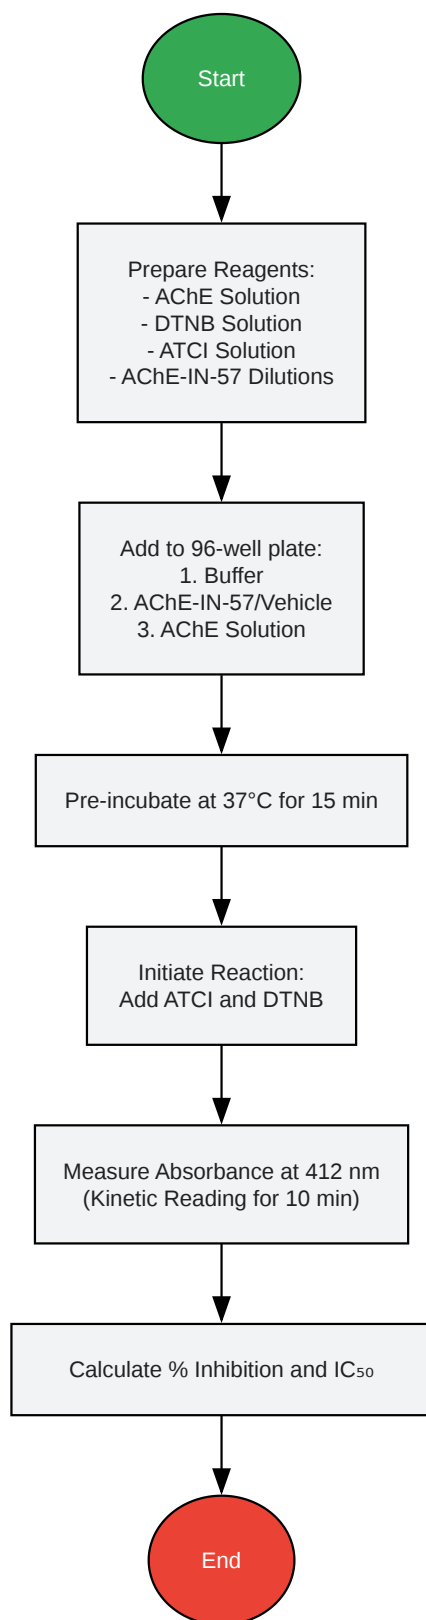 Start
Prepare Reagents:
- AChE Solution
- DTNB Solution
- ATCI Solution
- AChE-IN-57 Dilutions
Add to 96-well plate:
1. Buffer
2. AChE-IN-57/Vehicle
3. AChE Solution
Pre-incubate at 37°C for 15 min
Initiate Reaction:
Add ATCI and DTNB
Measure Absorbance at 412 nm
(Kinetic Reading for 10 min)
Calculate % Inhibition and IC₅₀
End